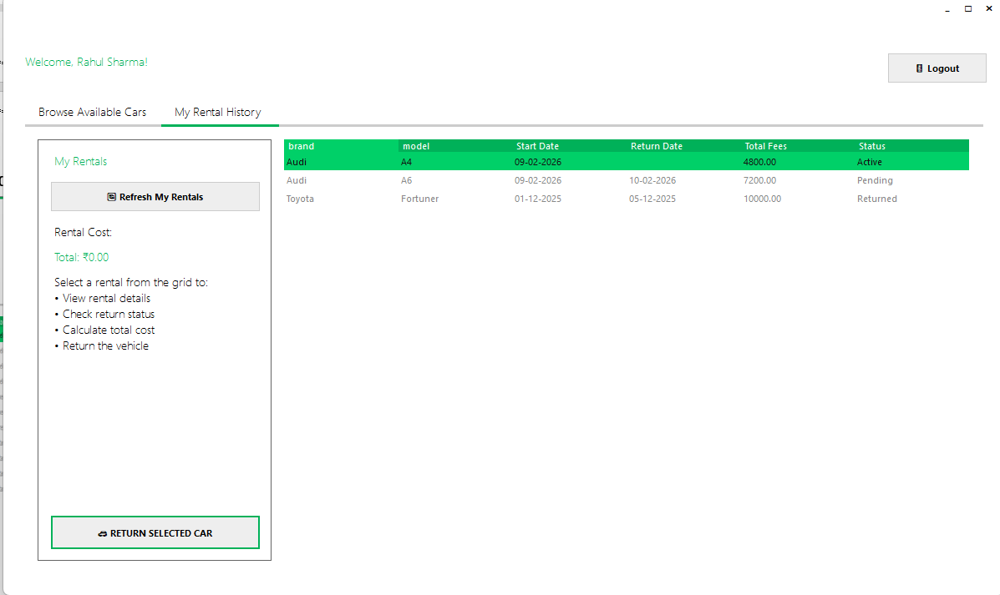 Welcome, Rahul Sharma!
Logout
Browse Available Cars My Rental History
My Rentals
Refresh My Rentals
Rental Cost:
Total: ₹0.00
Select a rental from the grid to:
• View rental details
• Check return status
• Calculate total cost
• Return the vehicle
RETURN SELECTED CAR
brand model Start Date Return Date Total Fees Status
Audi A4 09-02-2026 4800.00 Active
Audi A6 09-02-2026 10-02-2026 7200.00 Pending
Toyota Fortuner 01-12-2025 05-12-2025 10000.00 Returned